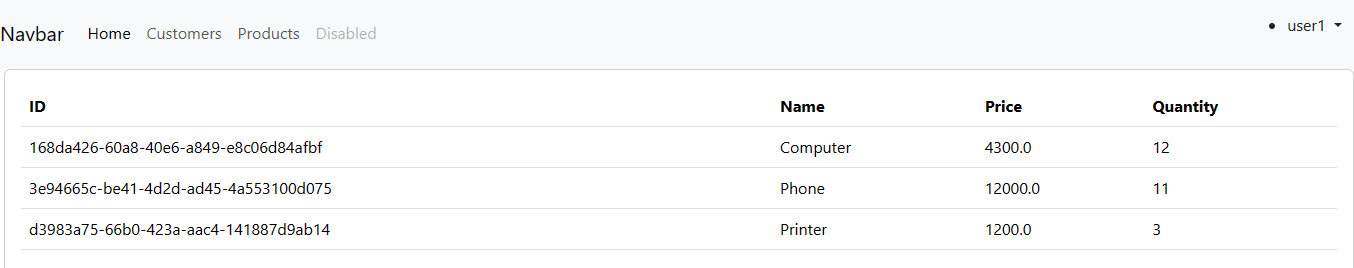 Navbar Home Customers Products Disabled user1
ID Name Price Quantity
168da426-60a8-40e6-a849-e8c06d84afbf Computer 4300.0 12
3e94665c-be41-4d2d-ad45-4a553100d075 Phone 12000.0 11
d3983a75-66b0-423a-aac4-141887d9ab14 Printer 1200.0 3